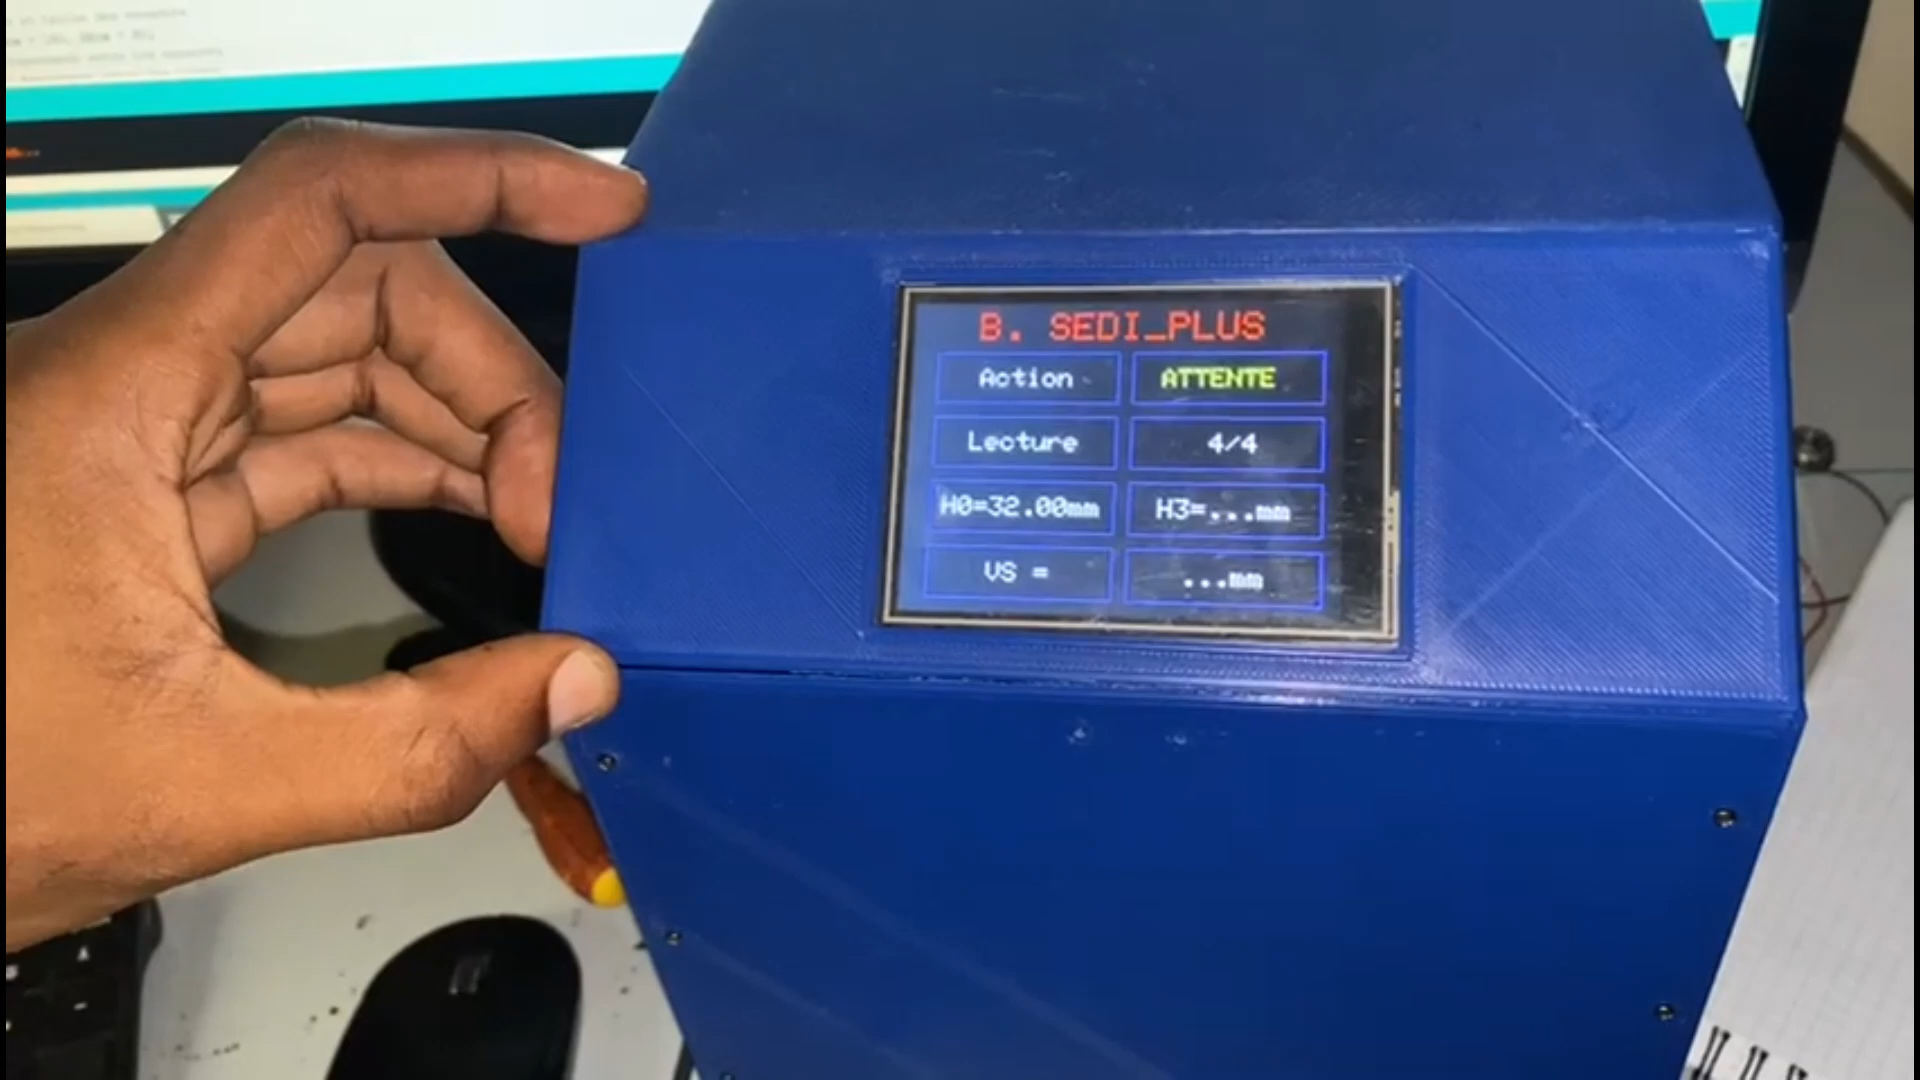 B. SEDI_PLUS
Action ATTENTE
Lecture 4/4
H0=32.00mm H3=...mm
VS = ...mm